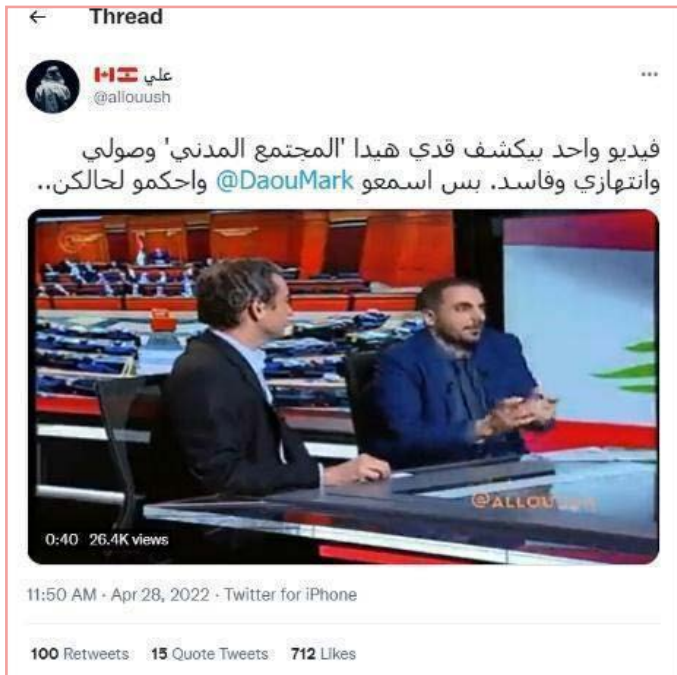 ← Thread
علي 🇱🇧🇨🇦
@allouush
...
فيديو واحد بيكشف قدي هيدا 'المجتمع المدني' وصولي
وانتهازي وفاسد. بس اسمعو @DaouMark واحكمو لحالكن..
0:40 26.4K views
11:50 AM · Apr 28, 2022 · Twitter for iPhone
100 Retweets 15 Quote Tweets 712 Likes